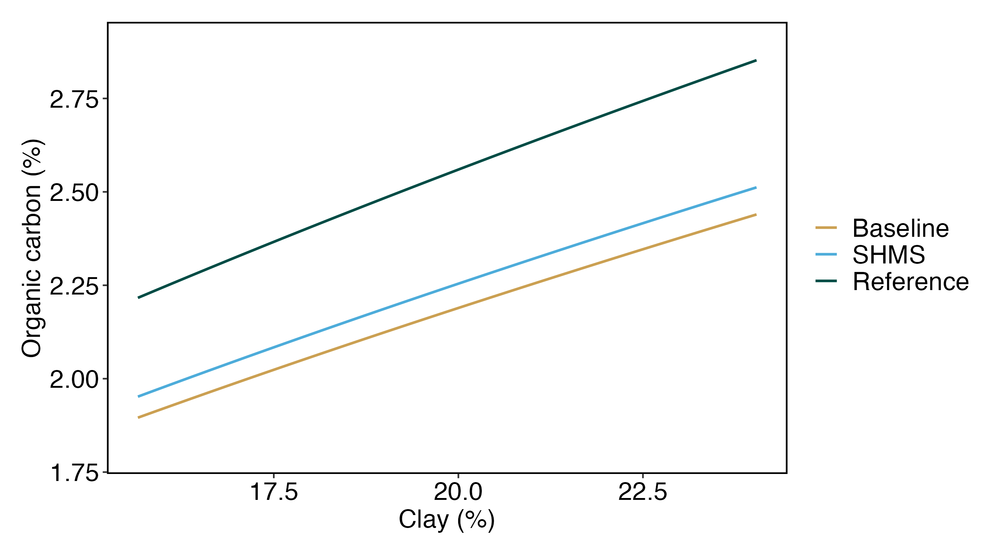 Organic carbon (%)
2.75
2.50
2.25
2.00
1.75
17.5 20.0 22.5
Clay (%)
Baseline
SHMS
Reference